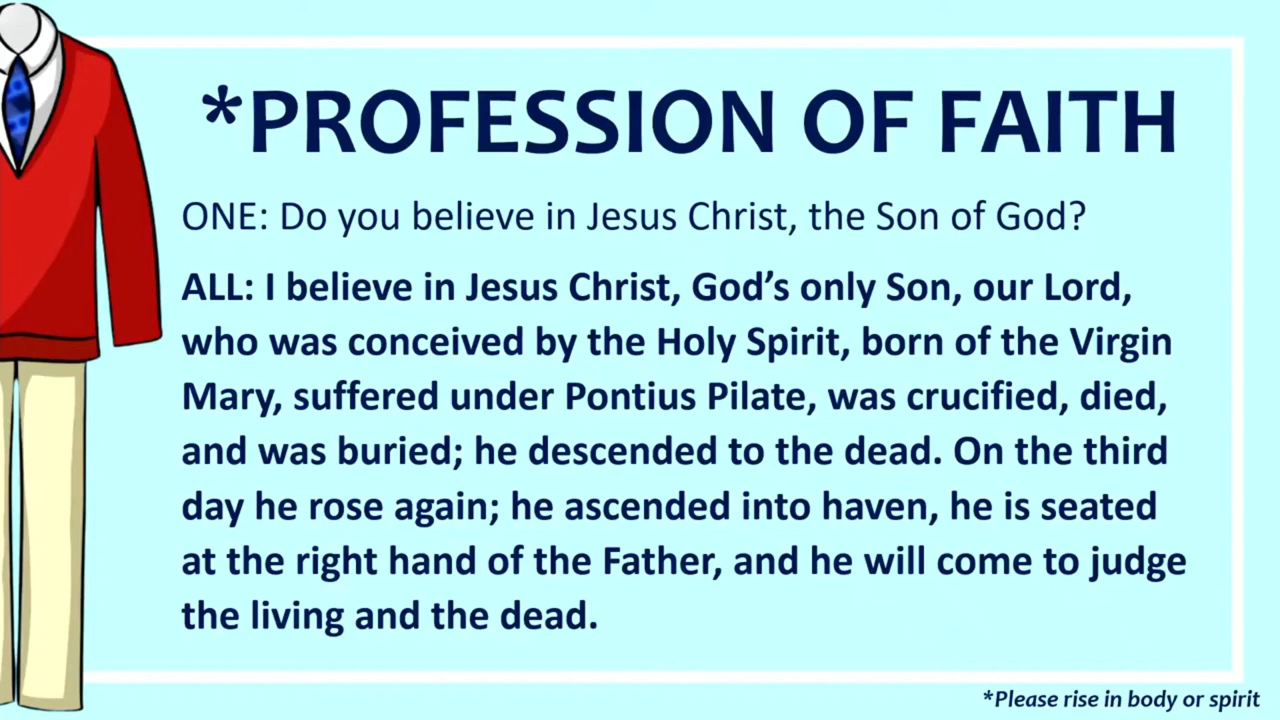 *PROFESSION OF FAITH
ONE: Do you believe in Jesus Christ, the Son of God?
ALL: I believe in Jesus Christ, God’s only Son, our Lord,
who was conceived by the Holy Spirit, born of the Virgin
Mary, suffered under Pontius Pilate, was crucified, died,
and was buried; he descended to the dead. On the third
day he rose again; he ascended into haven, he is seated
at the right hand of the Father, and he will come to judge
the living and the dead.
*Please rise in body or spirit